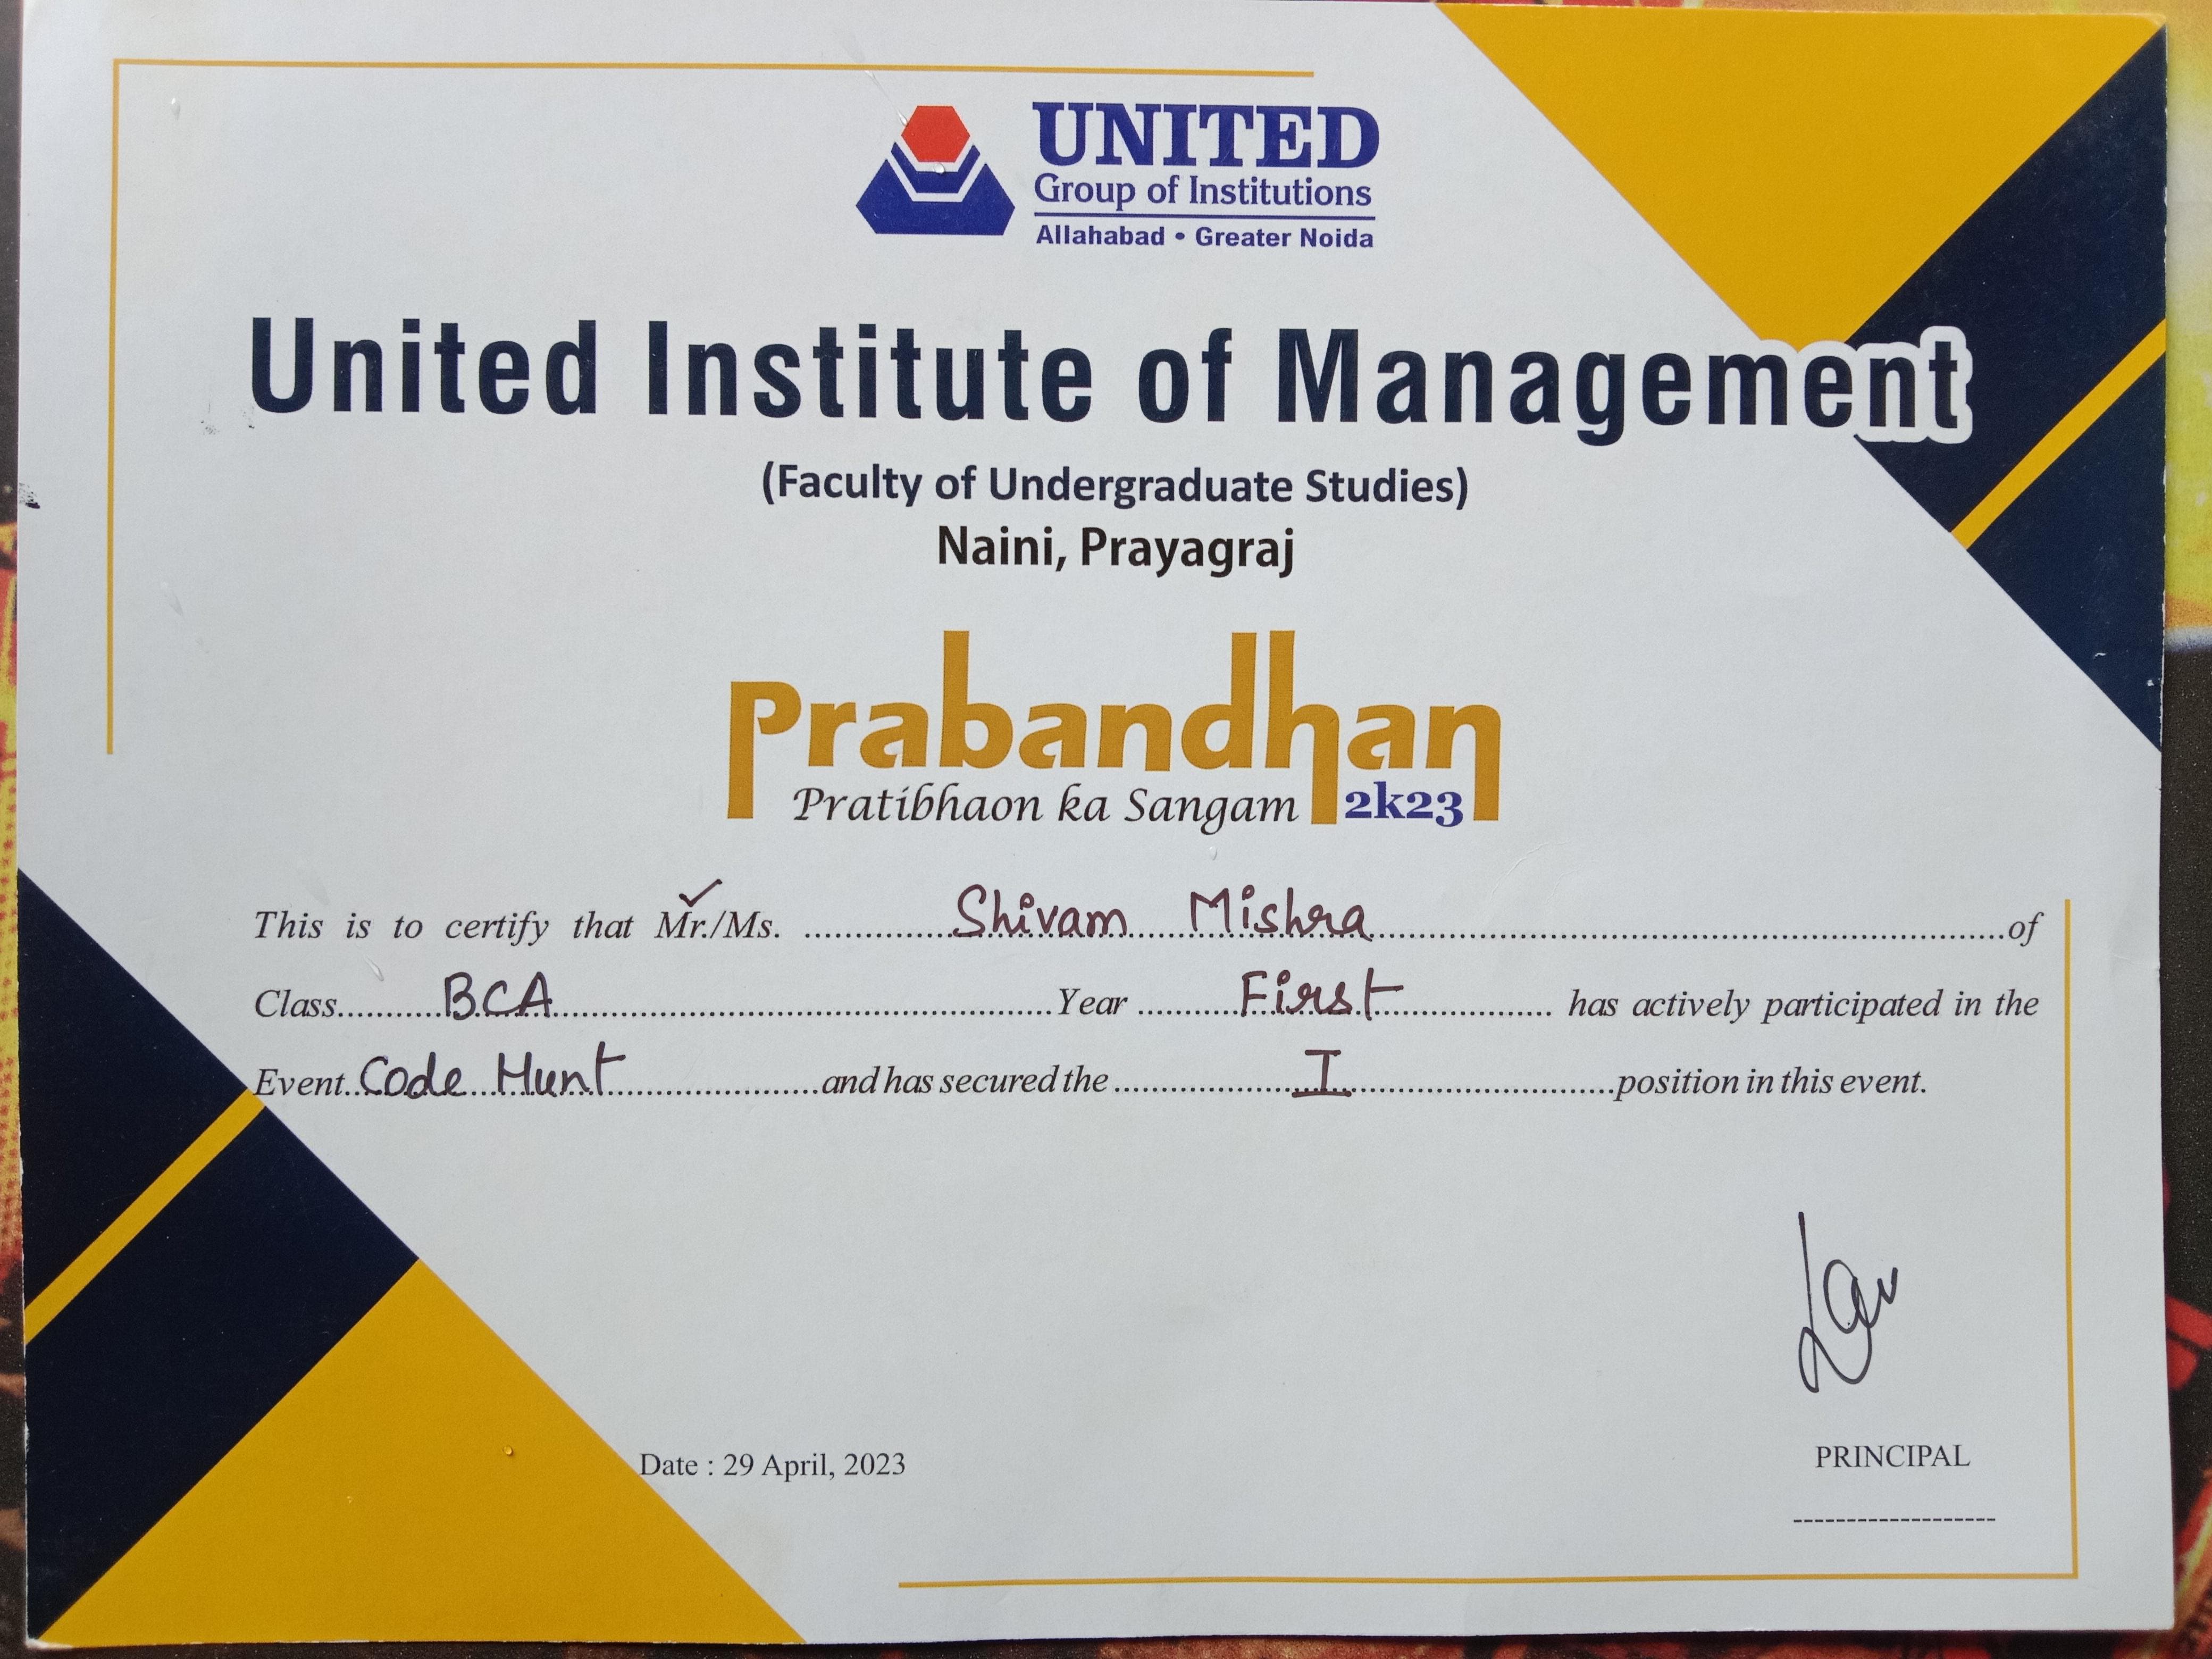 UNITED
Group of Institutions
Allahabad • Greater Noida
United Institute of Management
(Faculty of Undergraduate Studies)
Naini, Prayagraj
Prabandhan
Pratibhaon ka Sangam 2k23
This is to certify that Mr./Ms. Shivam Mishra of
Class BCA Year First has actively participated in the
Event Code Hunt and has secured the I position in this event.
Date : 29 April, 2023
PRINCIPAL